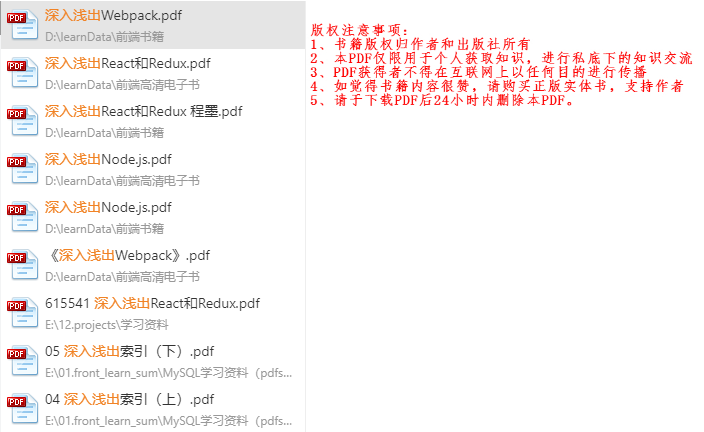 深入浅出Webpack.pdf
D:\learnData\前端书籍
深入浅出React和Redux.pdf
D:\learnData\前端高清电子书
深入浅出React和Redux 程墨.pdf
D:\learnData\前端书籍
深入浅出Node.js.pdf
D:\learnData\前端高清电子书
深入浅出Node.js.pdf
D:\learnData\前端书籍
《深入浅出Webpack》.pdf
D:\learnData\前端高清电子书
615541 深入浅出React和Redux.pdf
E:\12.projects\学习资料
05 深入浅出索引（下）.pdf
E:\01.front_learn_sum\MySQL学习资料（pdfs...
04 深入浅出索引（上）.pdf
E:\01.front_learn_sum\MySQL学习资料（pdfs...
版权注意事项:
1、书籍版权归作者和出版社所有
2、本PDF仅限用于个人获取知识，进行私底下的知识交流
3、PDF获得者不得在互联网上以任何目的进行传播
4、如觉得书籍内容很赞，请购买正版实体书，支持作者
5、请于下载PDF后24小时内删除本PDF。